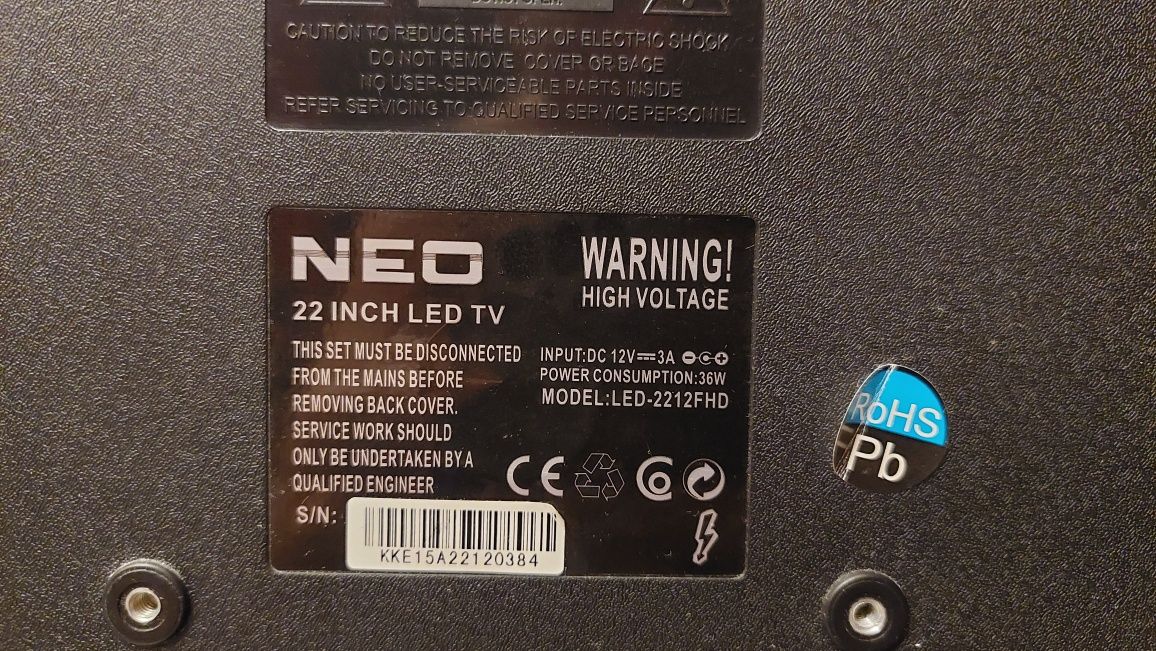 CAUTION TO REDUCE THE RISK OF ELECTRIC SHOCK
DO NOT REMOVE COVER OR BACE
NO USER-SERVICEABLE PARTS INSIDE
REFER SERVICING TO QUALIFIED SERVICE PERSONNEL
NEO
22 INCH LED TV
THIS SET MUST BE DISCONNECTED
FROM THE MAINS BEFORE
REMOVING BACK COVER.
SERVICE WORK SHOULD
ONLY BE UNDERTAKEN BY A
QUALIFIED ENGINEER
S/N:
KKE15A22120384
WARNING!
HIGH VOLTAGE
INPUT:DC 12V⎓3A
POWER CONSUMPTION:36W
MODEL:LED-2212FHD
CE
RoHS
Pb